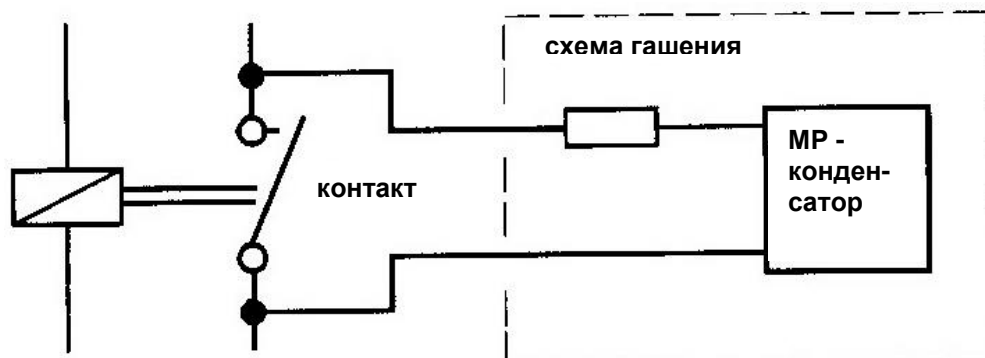 схема гашения
контакт
МР -
конден-
сатор